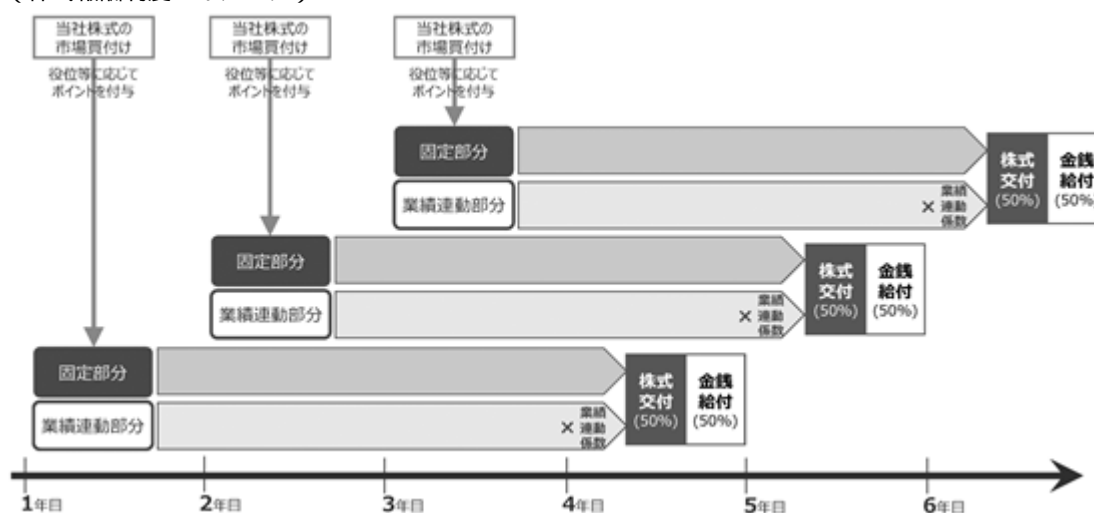 当社株式の
市場買付け
役位等に応じて
ポイントを付与
当社株式の
市場買付け
役位等に応じて
ポイントを付与
当社株式の
市場買付け
役位等に応じて
ポイントを付与
固定部分
業績連動部分
× 業績
連動
係数
株式
交付
(50%)
金銭
給付
(50%)
固定部分
業績連動部分
× 業績
連動
係数
株式
交付
(50%)
金銭
給付
(50%)
固定部分
業績連動部分
× 業績
連動
係数
株式
交付
(50%)
金銭
給付
(50%)
1年目 2年目 3年目 4年目 5年目 6年目